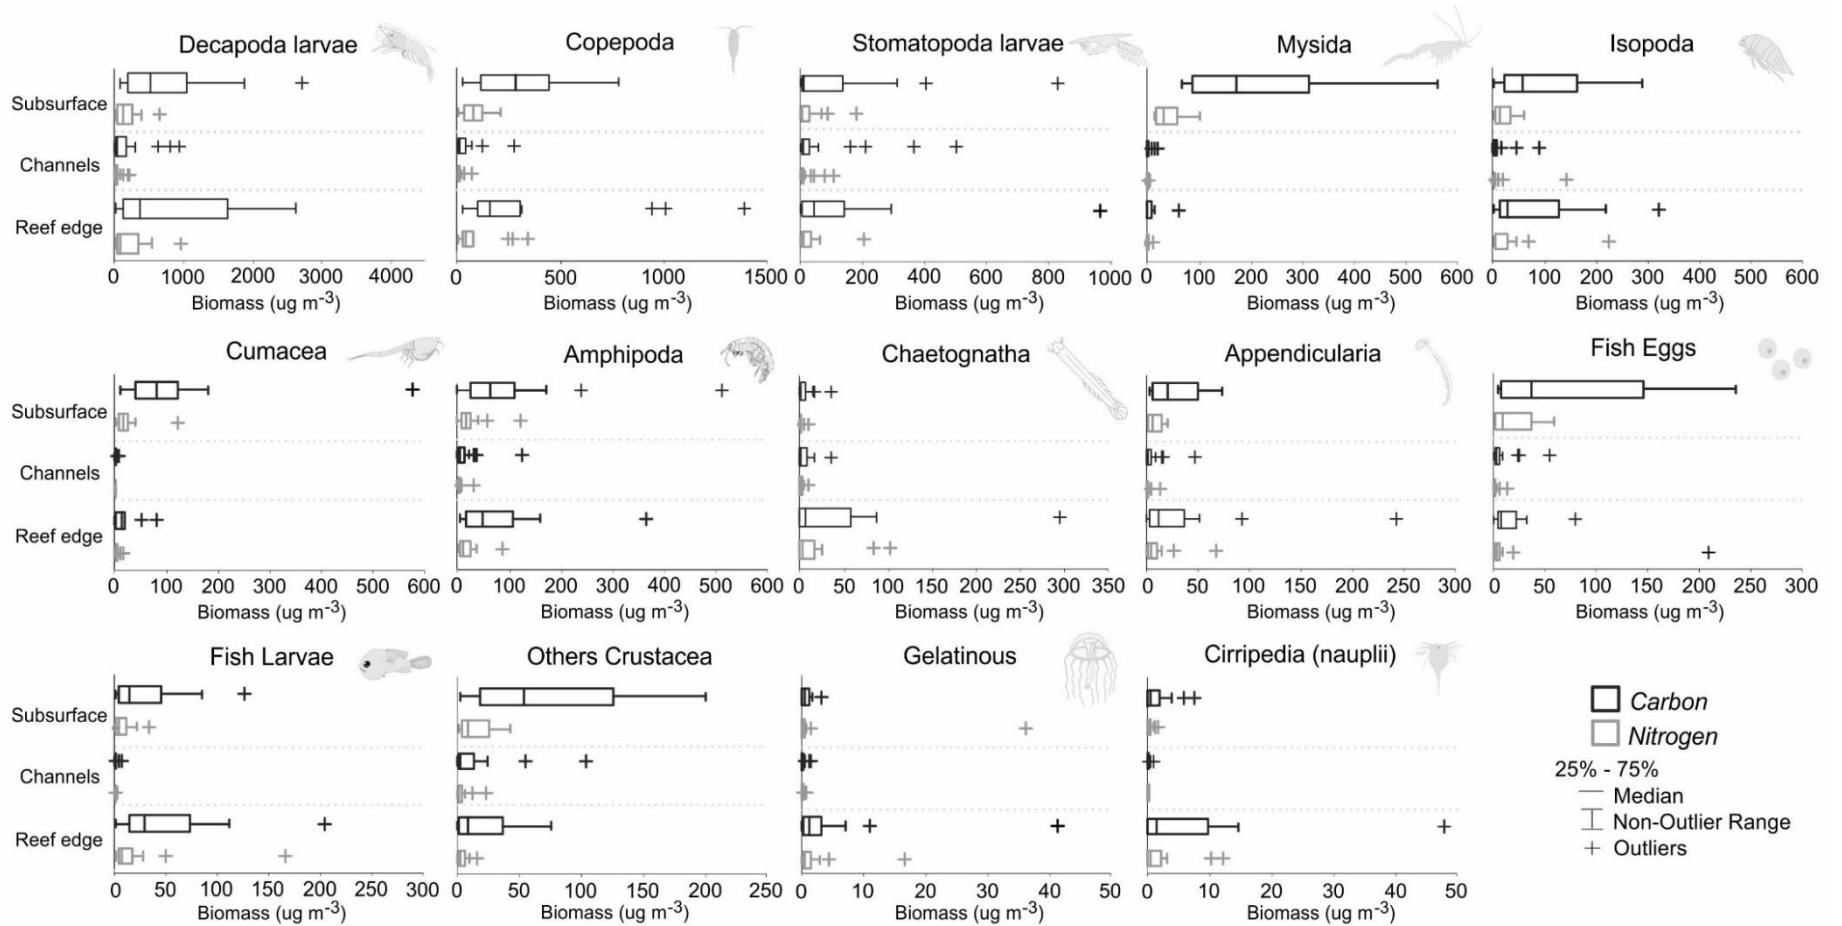 Decapoda larvae Copepoda Stomatopoda larvae Mysida Isopoda
Subsurface
Channels
Reef edge
0 1000 2000 3000 4000 0 500 1000 1500 0 200 400 600 800 1000 0 100 200 300 400 500 600 0 100 200 300 400 500 600
Biomass (ug m-3) Biomass (ug m-3) Biomass (ug m-3) Biomass (ug m-3) Biomass (ug m-3)
Cumacea Amphipoda Chaetognatha Appendicularia Fish Eggs
Subsurface
Channels
Reef edge
0 100 200 300 400 500 600 0 100 200 300 400 500 600 0 50 100 150 200 250 300 350 0 50 100 150 200 250 300 0 50 100 150 200 250 300
Biomass (ug m-3) Biomass (ug m-3) Biomass (ug m-3) Biomass (ug m-3) Biomass (ug m-3)
Fish Larvae Others Crustacea Gelatinous Cirripedia (nauplii)
Subsurface
Channels
Reef edge
0 50 100 150 200 250 300 0 50 100 150 200 250 0 10 20 30 40 50 0 10 20 30 40 50
Biomass (ug m-3) Biomass (ug m-3) Biomass (ug m-3) Biomass (ug m-3)
Carbon
Nitrogen
25% - 75%
Median
Non-Outlier Range
Outliers